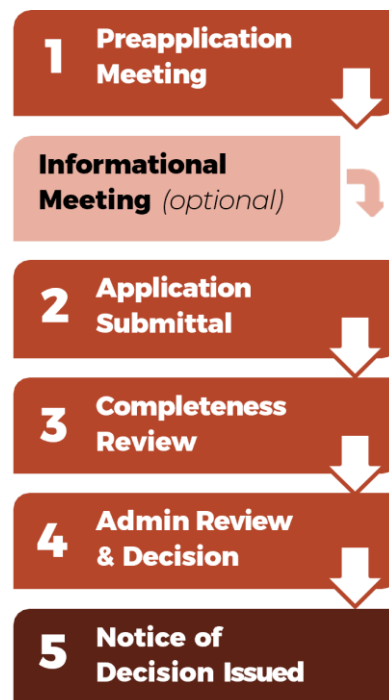 1 Preapplication
Meeting
Informational
Meeting (optional)
2 Application
Submittal
3 Completeness
Review
4 Admin Review
& Decision
5 Notice of
Decision Issued